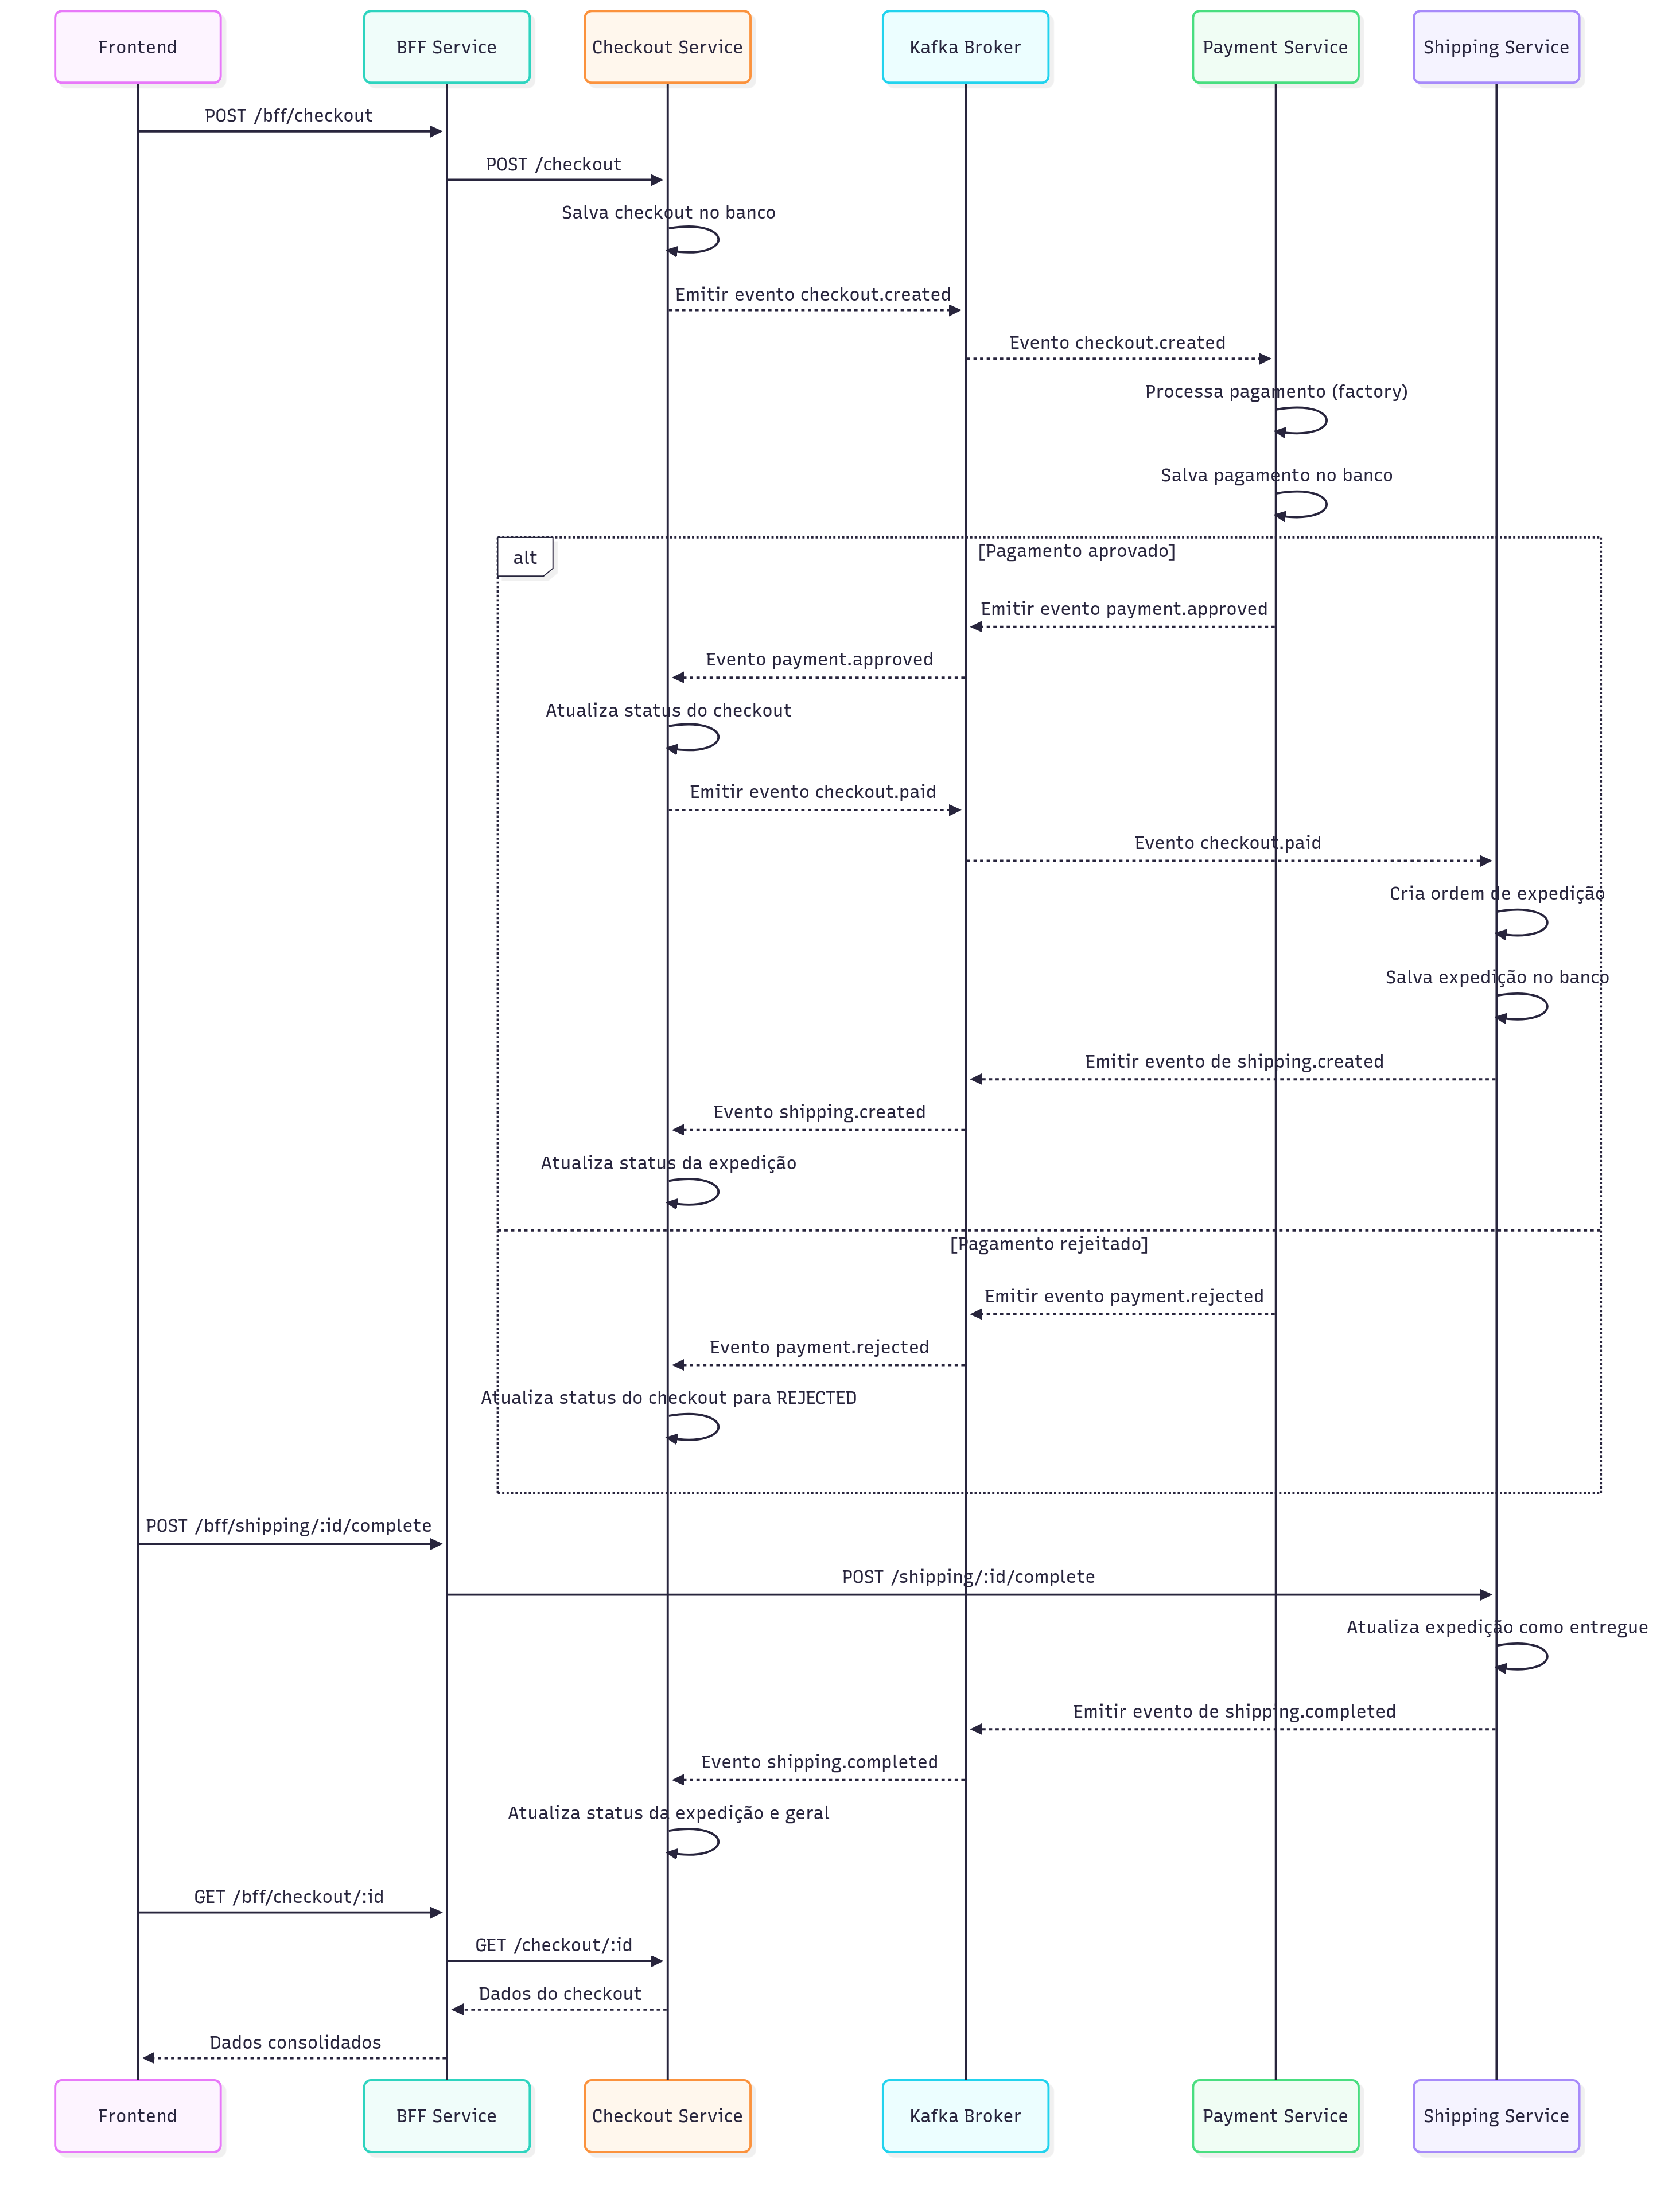 Frontend
BFF Service
Checkout Service
Kafka Broker
Payment Service
Shipping Service
POST /bff/checkout
POST /checkout
Salva checkout no banco
Emitir evento checkout.created
Evento checkout.created
Processa pagamento (factory)
Salva pagamento no banco
alt
[Pagamento aprovado]
Emitir evento payment.approved
Evento payment.approved
Atualiza status do checkout
Emitir evento checkout.paid
Evento checkout.paid
Cria ordem de expedição
Salva expedição no banco
Emitir evento de shipping.created
Evento shipping.created
Atualiza status da expedição
[Pagamento rejeitado]
Emitir evento payment.rejected
Evento payment.rejected
Atualiza status do checkout para REJECTED
POST /bff/shipping/:id/complete
POST /shipping/:id/complete
Atualiza expedição como entregue
Emitir evento de shipping.completed
Evento shipping.completed
Atualiza status da expedição e geral
GET /bff/checkout/:id
GET /checkout/:id
Dados do checkout
Dados consolidados
Frontend
BFF Service
Checkout Service
Kafka Broker
Payment Service
Shipping Service